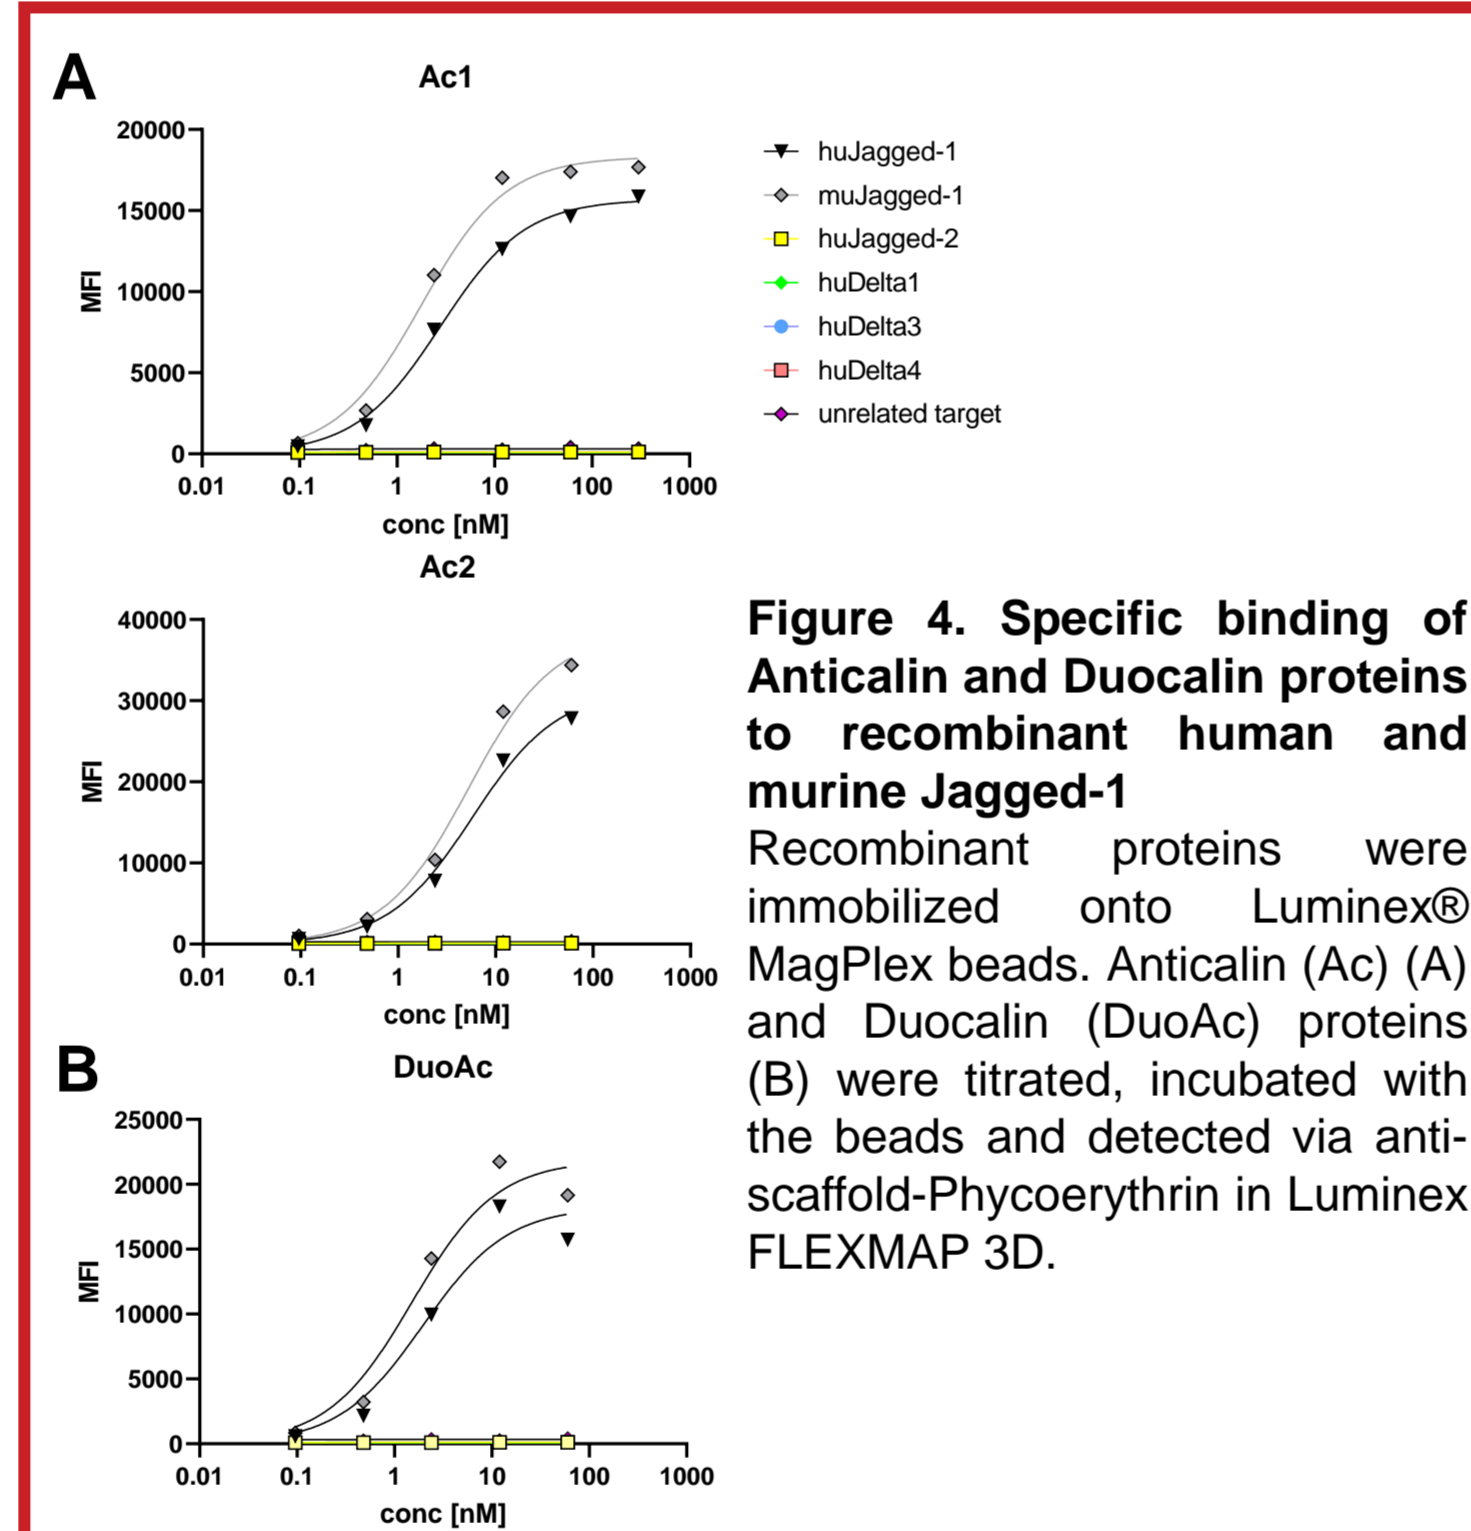 A
Ac1
20000
15000
10000
5000
0
MFI
0.01 0.1 1 10 100 1000
conc [nM]
huJagged-1
muJagged-1
huJagged-2
huDelta1
huDelta3
huDelta4
unrelated target
Ac2
40000
30000
20000
10000
0
MFI
0.01 0.1 1 10 100 1000
conc [nM]
B
DuoAc
25000
20000
15000
10000
5000
0
MFI
0.01 0.1 1 10 100 1000
conc [nM]
Figure 4. Specific binding of
Anticalin and Duocalin proteins
to recombinant human and
murine Jagged-1
Recombinant proteins were
immobilized onto Luminex®
MagPlex beads. Anticalin (Ac) (A)
and Duocalin (DuoAc) proteins
(B) were titrated, incubated with
the beads and detected via anti-
scaffold-Phycoerythrin in Luminex
FLEXMAP 3D.